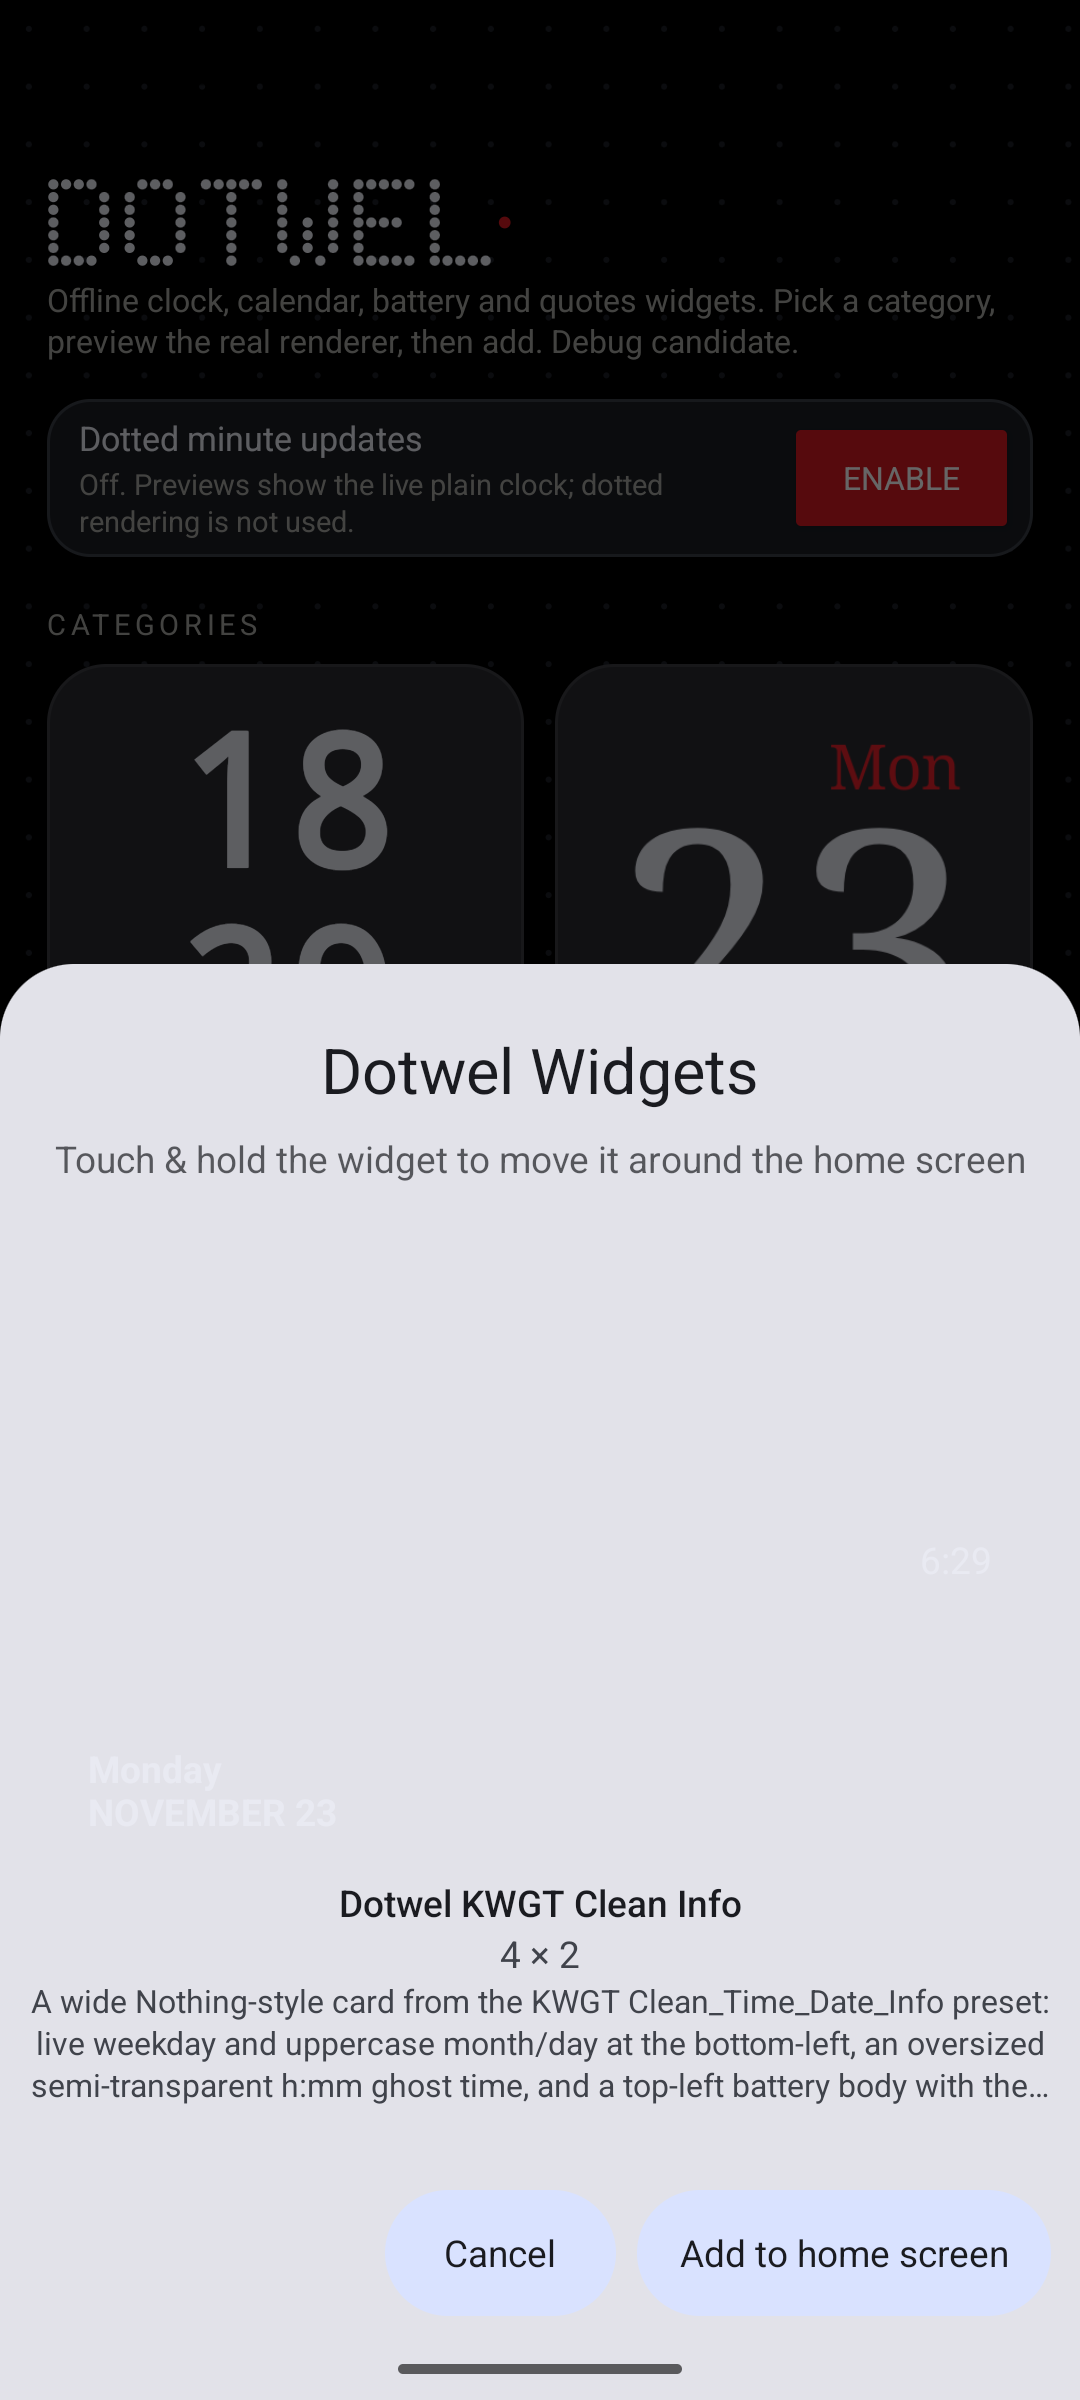 DOTWEL
Offline clock, calendar, battery and quotes widgets. Pick a category,
preview the real renderer, then add. Debug candidate.
Dotted minute updates
Off. Previews show the live plain clock; dotted
rendering is not used.
ENABLE
CATEGORIES
18
Mon
23
Dotwel Widgets
Touch & hold the widget to move it around the home screen
6:29
Monday
NOVEMBER 23
Dotwel KWGT Clean Info
4 × 2
A wide Nothing-style card from the KWGT Clean_Time_Date_Info preset:
live weekday and uppercase month/day at the bottom-left, an oversized
semi-transparent h:mm ghost time, and a top-left battery body with the…
Cancel
Add to home screen